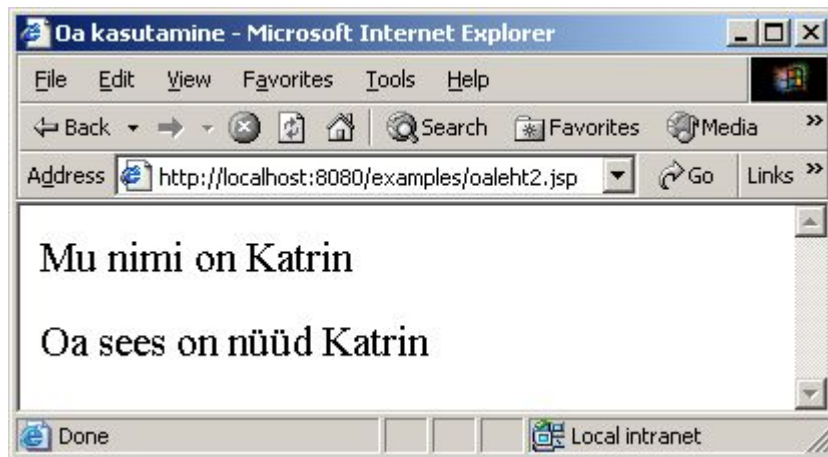 Oa kasutamine - Microsoft Internet Explorer
File Edit View Favorites Tools Help
Back Search Favorites Media »
Address http://localhost:8080/examples/oaleht2.jsp Go Links »
Mu nimi on Katrin
Oa sees on nüüd Katrin
Done Local intranet